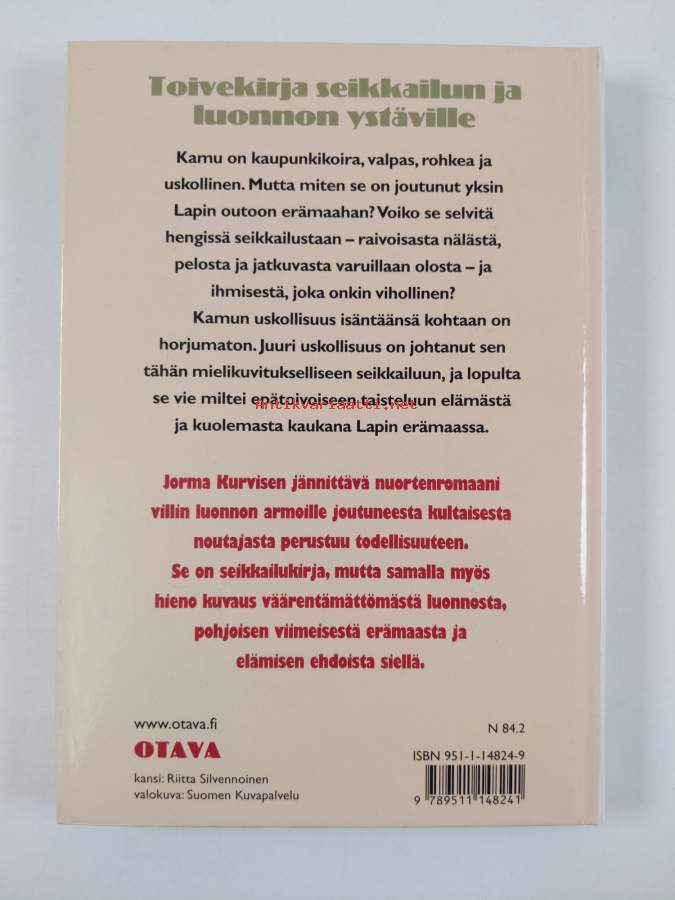 Toivekirja seikkailun ja
luonnon ystäville
Kamu on kaupunkikoira, valpas, rohkea ja
uskollinen. Mutta miten se on joutunut yksin
Lapin outoon erämaahan? Voiko se selvitä
hengissä seikkailustaan – raivoisasta nälästä,
pelosta ja jatkuvasta varuillaan olosta – ja
ihmisestä, joka onkin vihollinen?
Kamun uskollisuus isäntäänsä kohtaan on
horjumaton. Juuri uskollisuus on johtanut sen
tähän mielikuvitukselliseen seikkailuun, ja lopulta
se vie miltei epätoivoiseen taisteluun elämästä
antikvariaatti.net
ja kuolemasta kaukana Lapin erämaassa.
Jorma Kurvisen jännittävä nuortenromaani
villin luonnon armoille joutuneesta kultaisesta
noutajasta perustuu todellisuuteen.
Se on seikkailukirja, mutta samalla myös
hieno kuvaus väärentämättömästä luonnosta,
pohjoisen viimeisestä erämaasta ja
elämisen ehdoista siellä.
www.otava.fi
OTAVA
kansi: Riitta Silvennoinen
valokuva: Suomen Kuvapalvelu
N 84.2
ISBN 951-1-14824-9
9 789511 148241